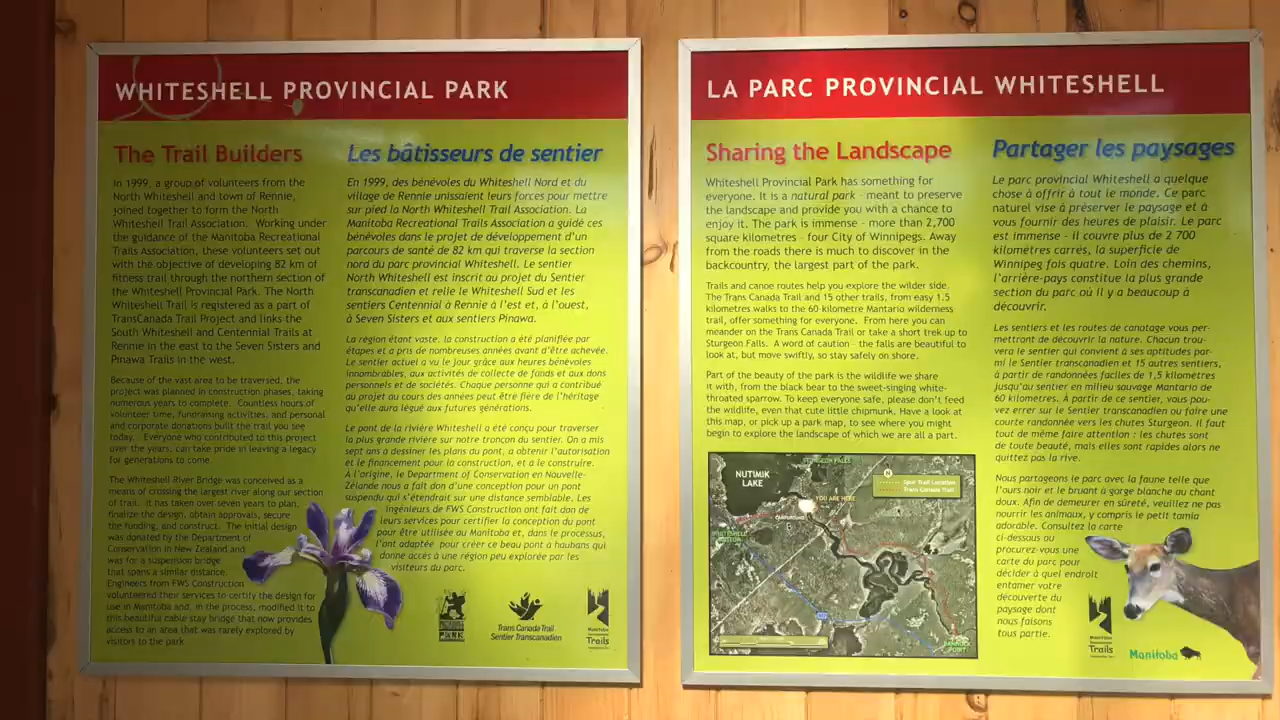 WHITESHELL PROVINCIAL PARK
The Trail Builders
In 1999, a group of volunteers from the
North Whiteshell and town of Rennie,
joined together to form the North
Whiteshell Trail Association. Working under
the guidance of the Manitoba Recreational
Trails Association, these volunteers set out
with the objective of developing 82 km of
fitness trail through the northern section of
the Whiteshell Provincial Park. The North
Whiteshell Trail is registered as a part of
TransCanada Trail Project and links the
South Whiteshell and Centennial Trails at
Rennie in the east to the Seven Sisters and
Pinawa Trails in the west.
Because of the vast area to be traversed, the
project was planned in construction phases, taking
numerous years to complete. Countless hours of
volunteer time, fundraising activities, and personal
and corporate donations built the trail you see
today. Everyone who contributed to this project
over the years, can take pride in leaving a legacy
for generations to come.
The Whiteshell River Bridge was conceived as a
means of crossing the largest river along our section
of trail. It has taken over seven years to plan,
finalize the design, obtain approvals, secure
the funding, and construct. The initial design
was donated by the Department of
Conservation in New Zealand and
was for a suspension bridge
that spans a similar distance.
Engineers from FWS Construction
volunteered their services to certify the design for
use in Manitoba and, in the process, modified it to
this beautiful cable stay bridge that now provides
access to an area that was rarely explored by
visitors to the park
Les bâtisseurs de sentier
En 1999, des bénévoles du Whiteshell Nord et du
village de Rennie unissaient leurs forces pour mettre
sur pied la North Whiteshell Trail Association. La
Manitoba Recreational Trails Association a guidé ces
bénévoles dans le projet de développement d'un
parcours de santé de 82 km qui traverse la section
nord du parc provincial Whiteshell. Le sentier
North Whiteshell est inscrit au projet du Sentier
transcanadien et relie le Whiteshell Sud et les
sentiers Centennial à Rennie à l'est et, à l'ouest,
à Seven Sisters et aux sentiers Pinawa.
La région étant vaste, la construction a été planifiée par
étapes et a pris de nombreuses années avant d'être achevée.
Le sentier actuel a vu le jour grâce aux heures bénévoles
innombrables, aux activités de collecte de fonds et aux dons
personnels et de sociétés. Chaque personne qui a contribué
au projet au cours des années peut être fière de l'héritage
qu'elle aura légué aux futures générations.
Le pont de la rivière Whiteshell a été conçu pour traverser
la plus grande rivière sur notre tronçon du sentier. On a mis
sept ans a dessiner les plans du pont, a obtenir l'autorisation
et le financement pour la construction, et a le construire.
À l'origine, le Department of Conservation en Nouvelle-
Zélande nous a fait don d'une conception pour un pont
suspendu qui s'étendrait sur une distance semblable. Les
ingénieurs de FWS Construction ont fait don de
leurs services pour certifier la conception du pont
pour être utilisée au Manitoba et, dans le processus,
l'ont adaptée pour créer ce beau pont à haubans qui
donne accès à une région peu explorée par les
visiteurs du parc.
PARK
Trans Canada Trail
Sentier Transcanadien
Manitoba
Trails
LA PARC PROVINCIAL WHITESHELL
Sharing the Landscape
Whiteshell Provincial Park has something for
everyone. It is a natural park - meant to preserve
the landscape and provide you with a chance to
enjoy it. The park is immense - more than 2,700
square kilometres - four City of Winnipegs. Away
from the roads there is much to discover in the
backcountry, the largest part of the park.
Trails and canoe routes help you explore the wilder side.
The Trans Canada Trail and 15 other trails, from easy 1.5
kilometres walks to the 60-kilometre Mantario wilderness
trail, offer something for everyone. From here you can
meander on the Trans Canada Trail or take a short trek up to
Sturgeon Falls. A word of caution - the falls are beautiful to
look at, but move swiftly, so stay safely on shore.
Part of the beauty of the park is the wildlife we share
it with, from the black bear to the sweet-singing white-
throated sparrow. To keep everyone safe, please don't feed
the wildlife, even that cute little chipmunk. Have a look at
this map, or pick up a park map, to see where you might
begin to explore the landscape of which we are all a part.
STURGEON FALLS
NUTIMIK
LAKE
N
Spur Trail Location
Trans Canada Trail
YOU ARE HERE
CAMPGROUND
BANNOCK
POINT
Partager les paysages
Le parc provincial Whiteshell a quelque
chose à offrir à tout le monde. Ce parc
naturel vise à préserver le paysage et à
vous fournir des heures de plaisir. Le parc
est immense - il couvre plus de 2 700
kilomètres carrés, la superficie de
Winnipeg fois quatre. Loin des chemins,
l'arrière-pays constitue la plus grande
section du parc où il y a beaucoup à
découvrir.
Les sentiers et les routes de canotage vous per-
mettront de découvrir la nature. Chacun trou-
vera le sentier qui convient à ses aptitudes par-
mi le Sentier transcanadien et 15 autres sentiers,
à partir de randonnées faciles de 1,5 kilomètres
jusqu'au sentier en milieu sauvage Mantario de
60 kilomètres. À partir de ce sentier, vous pou-
vez errer sur le Sentier transcanadien ou faire une
courte randonnée vers les chutes Sturgeon. Il faut
tout de même faire attention : les chutes sont
de toute beauté, mais elles sont rapides alors ne
quittez pas la rive.
Nous partageons le parc avec la faune telle que
l'ours noir et le bruant a gorge blanche au chant
doux. Afin de demeurer en sûreté, veuillez ne pas
nourrir les animaux, y compris le petit tamia
adorable. Consultez la carte
ci-dessous ou
procurez-vous une
carte du parc pour
décider à quel endroit
entamer votre
découverte du
paysage dont
nous faisons
tous partie.
Manitoba
Trails
Manitoba